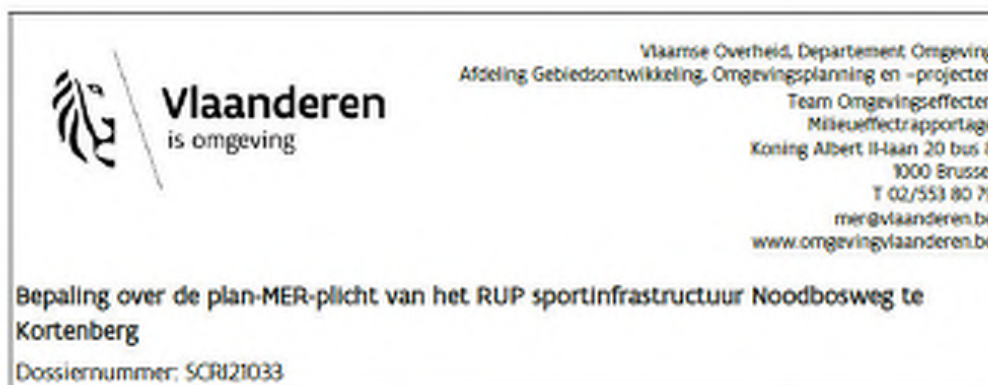 Vlaamse Overheid, Departement Omgeving
Afdeling Gebiedsontwikkeling, Omgevingsplanning en –projecten
Vlaanderen
is omgeving
Team Omgevingseffecten
Milieueffectrapportage
Koning Albert II-laan 20 bus
1000 Brusse
T 02/553 80 7
mer@vlaanderen.be
www.omgevingvlaanderen.be
Bepaling over de plan-MER-plicht van het RUP sportinfrastructuur Noodbosweg te
Kortenberg
Dossiernummer: SCRI21033